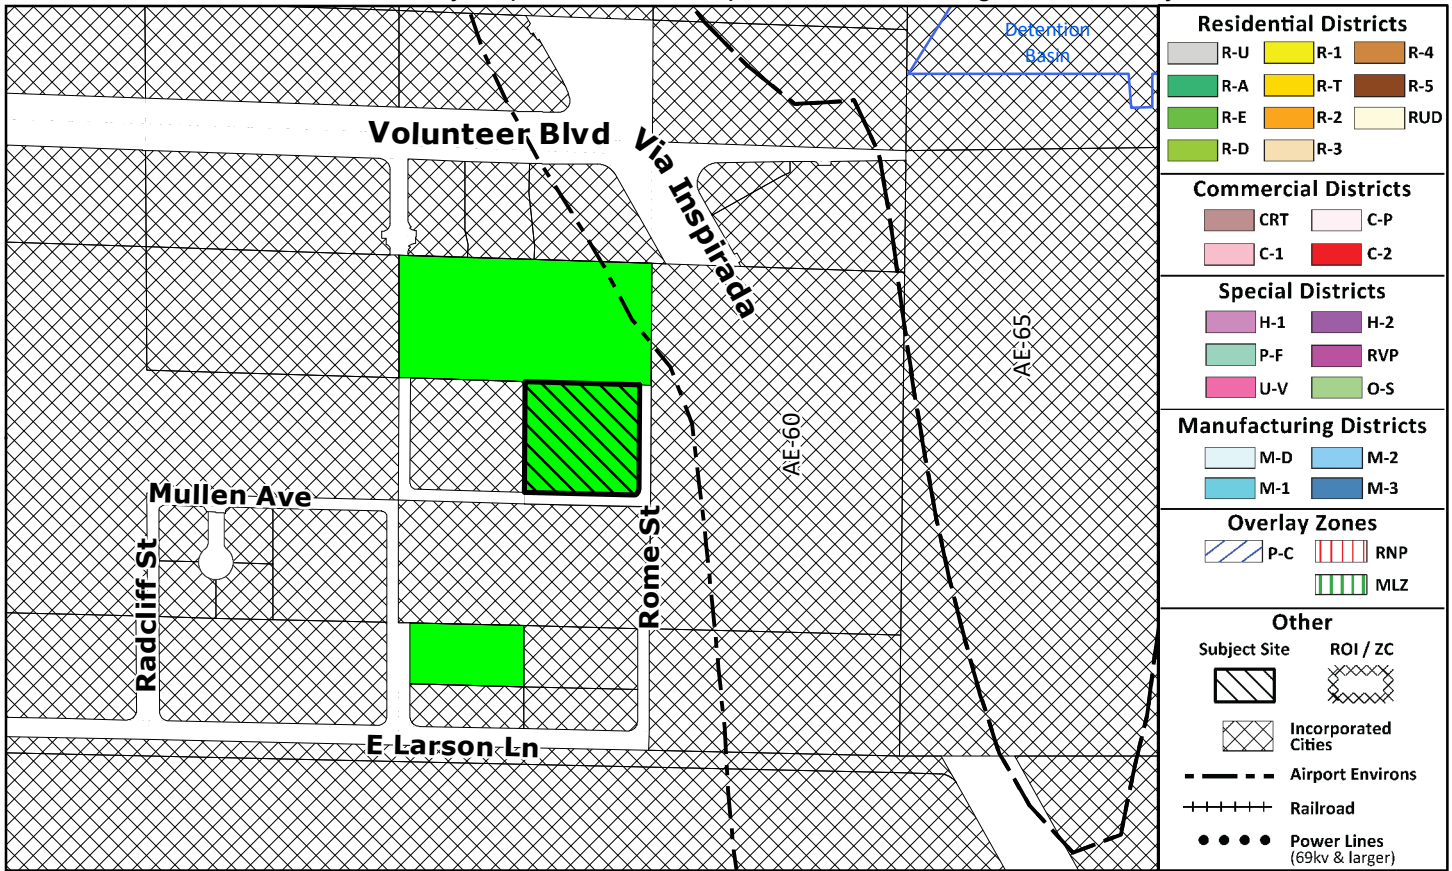 Detention
Basin
Volunteer Blvd
Via Inspirada
AE-65
AE-60
Mullen Ave
Radcliff St
Rome St
E Larson Ln
Residential Districts
R-U
R-1
R-4
R-A
R-T
R-5
R-E
R-2
RUD
R-D
R-3
Commercial Districts
CRT
C-P
C-1
C-2
Special Districts
H-1
H-2
P-F
RVP
U-V
O-S
Manufacturing Districts
M-D
M-2
M-1
M-3
Overlay Zones
P-C
RNP
MLZ
Other
Subject Site
ROI / ZC
Incorporated
Cities
Airport Environs
Railroad
Power Lines
(69kv & larger)